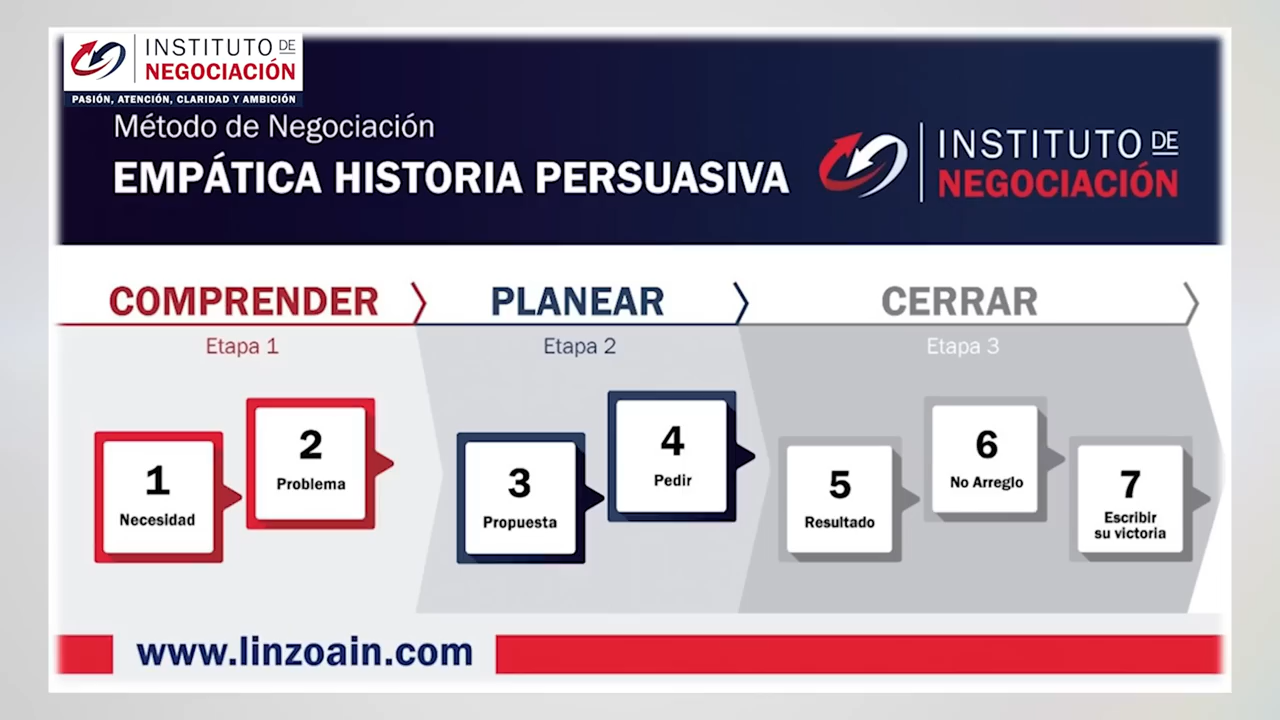 INSTITUTO DE
NEGOCIACIÓN
PASIÓN, ATENCIÓN, CLARIDAD Y AMBICIÓN
Método de Negociación
EMPÁTICA HISTORIA PERSUASIVA
INSTITUTO DE
NEGOCIACIÓN
COMPRENDER
PLANEAR
CERRAR
Etapa 1
Etapa 2
Etapa 3
1
Necesidad
2
Problema
3
Propuesta
4
Pedir
5
Resultado
6
No Arreglo
7
Escribir
su victoria
www.linzoain.com